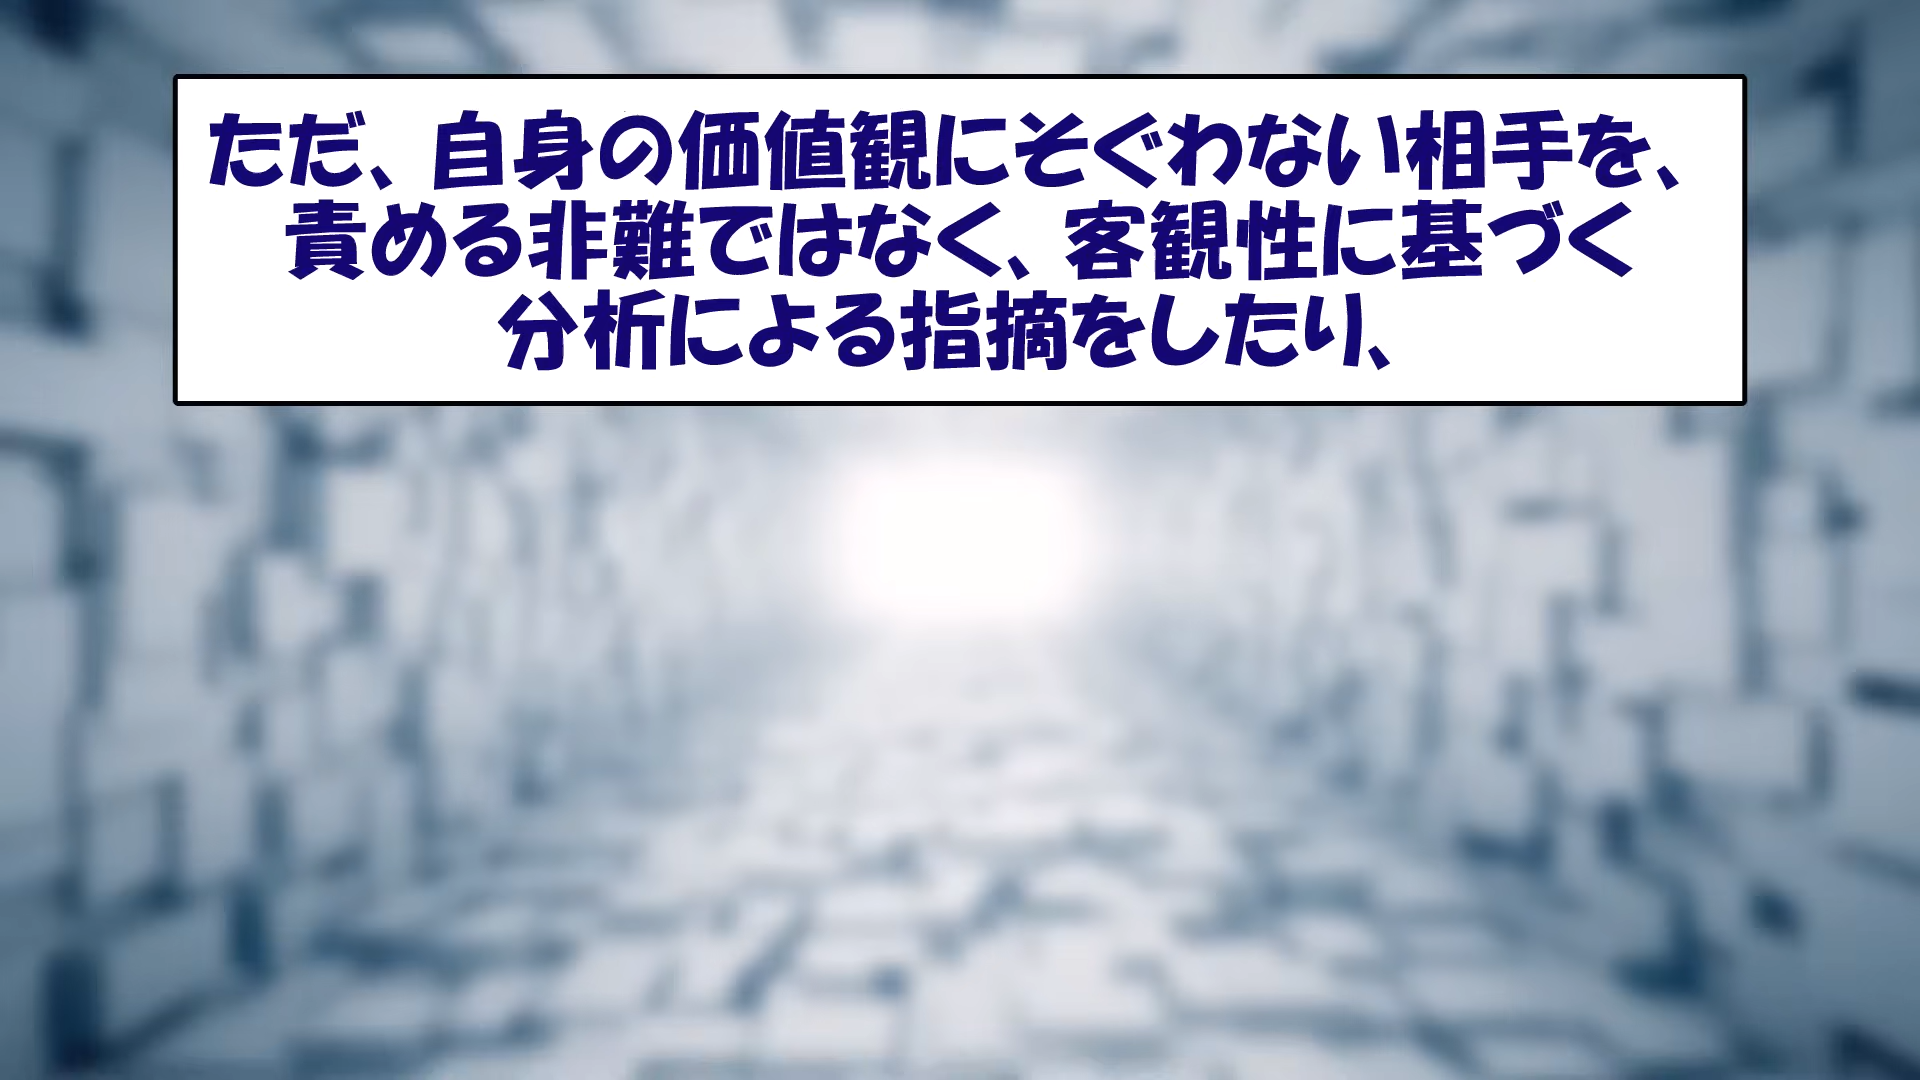 ただ、自身の価値観にそぐわない相手を、
責める非難ではなく、客観性に基づく
分析による指摘をしたり、